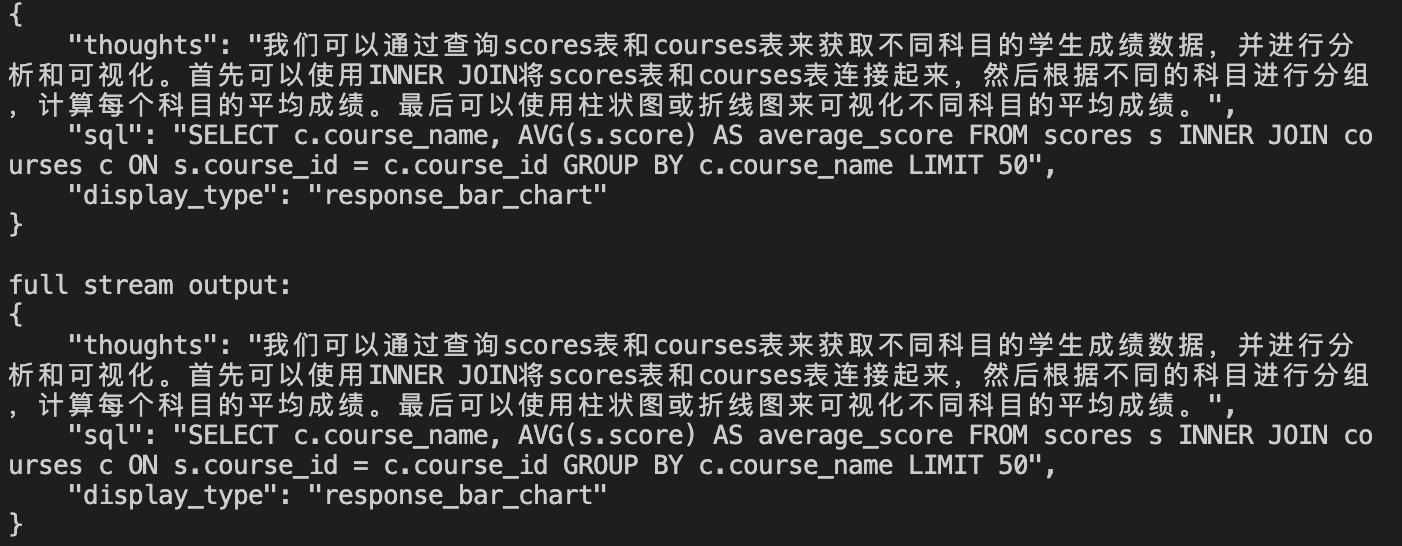 {
    "thoughts": "我们可以通过查询scores表和courses表来获取不同科目的学生成绩数据，并进行分
析和可视化。首先可以使用INNER JOIN将scores表和courses表连接起来，然后根据不同的科目进行分组
，计算每个科目的平均成绩。最后可以使用柱状图或折线图来可视化不同科目的平均成绩。",
    "sql": "SELECT c.course_name, AVG(s.score) AS average_score FROM scores s INNER JOIN co
urses c ON s.course_id = c.course_id GROUP BY c.course_name LIMIT 50",
    "display_type": "response_bar_chart"
}

full stream output:
{
    "thoughts": "我们可以通过查询scores表和courses表来获取不同科目的学生成绩数据，并进行分
析和可视化。首先可以使用INNER JOIN将scores表和courses表连接起来，然后根据不同的科目进行分组
，计算每个科目的平均成绩。最后可以使用柱状图或折线图来可视化不同科目的平均成绩。",
    "sql": "SELECT c.course_name, AVG(s.score) AS average_score FROM scores s INNER JOIN co
urses c ON s.course_id = c.course_id GROUP BY c.course_name LIMIT 50",
    "display_type": "response_bar_chart"
}